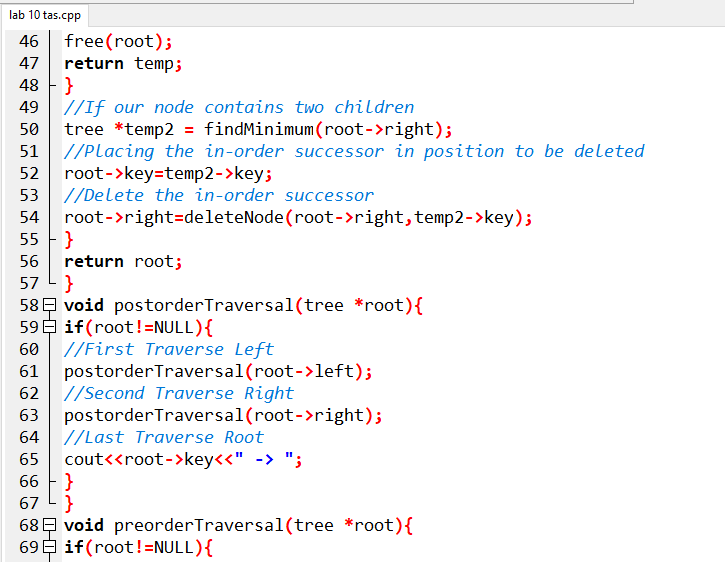 lab 10 tas.cpp
46 free(root);
47 return temp;
48 }
49 //If our node contains two children
50 tree *temp2 = findMinimum(root->right);
51 //Placing the in-order successor in position to be deleted
52 root->key=temp2->key;
53 //Delete the in-order successor
54 root->right=deleteNode(root->right,temp2->key);
55 }
56 return root;
57 }
58 void postorderTraversal(tree *root){
59 if(root!=NULL){
60 //First Traverse Left
61 postorderTraversal(root->left);
62 //Second Traverse Right
63 postorderTraversal(root->right);
64 //Last Traverse Root
65 cout<<root->key<<" -> ";
66 }
67 }
68 void preorderTraversal(tree *root){
69 if(root!=NULL){